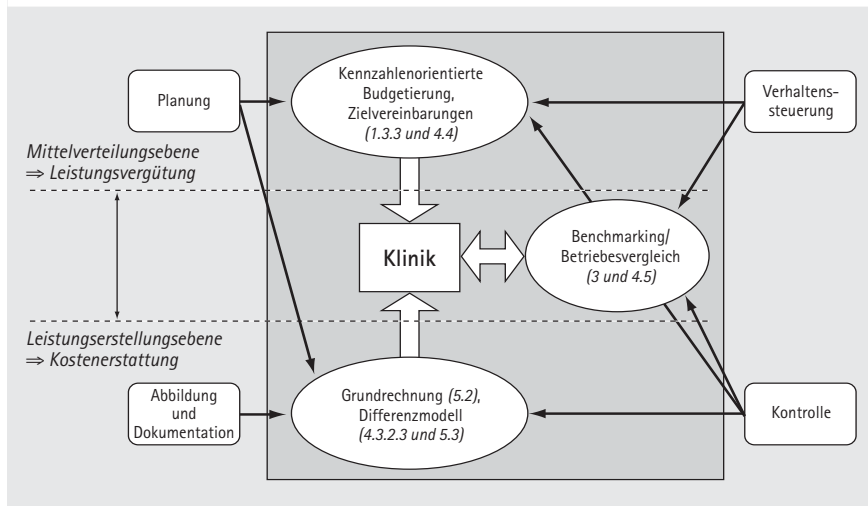 Kennzahlenorientierte
Budgetierung,
Zielvereinbarungen
(1.3.3 und 4.4)
Planung
Verhaltens-
steuerung
Mittelverteilungsebene
⇒ Leistungsvergütung
Klinik
Benchmarking/
Betriebesvergleich
(3 und 4.5)
Leistungserstellungsebene
⇒ Kostenerstattung
Abbildung
und
Dokumentation
Grundrechnung (5.2),
Differenzmodell
(4.3.2.3 und 5.3)
Kontrolle